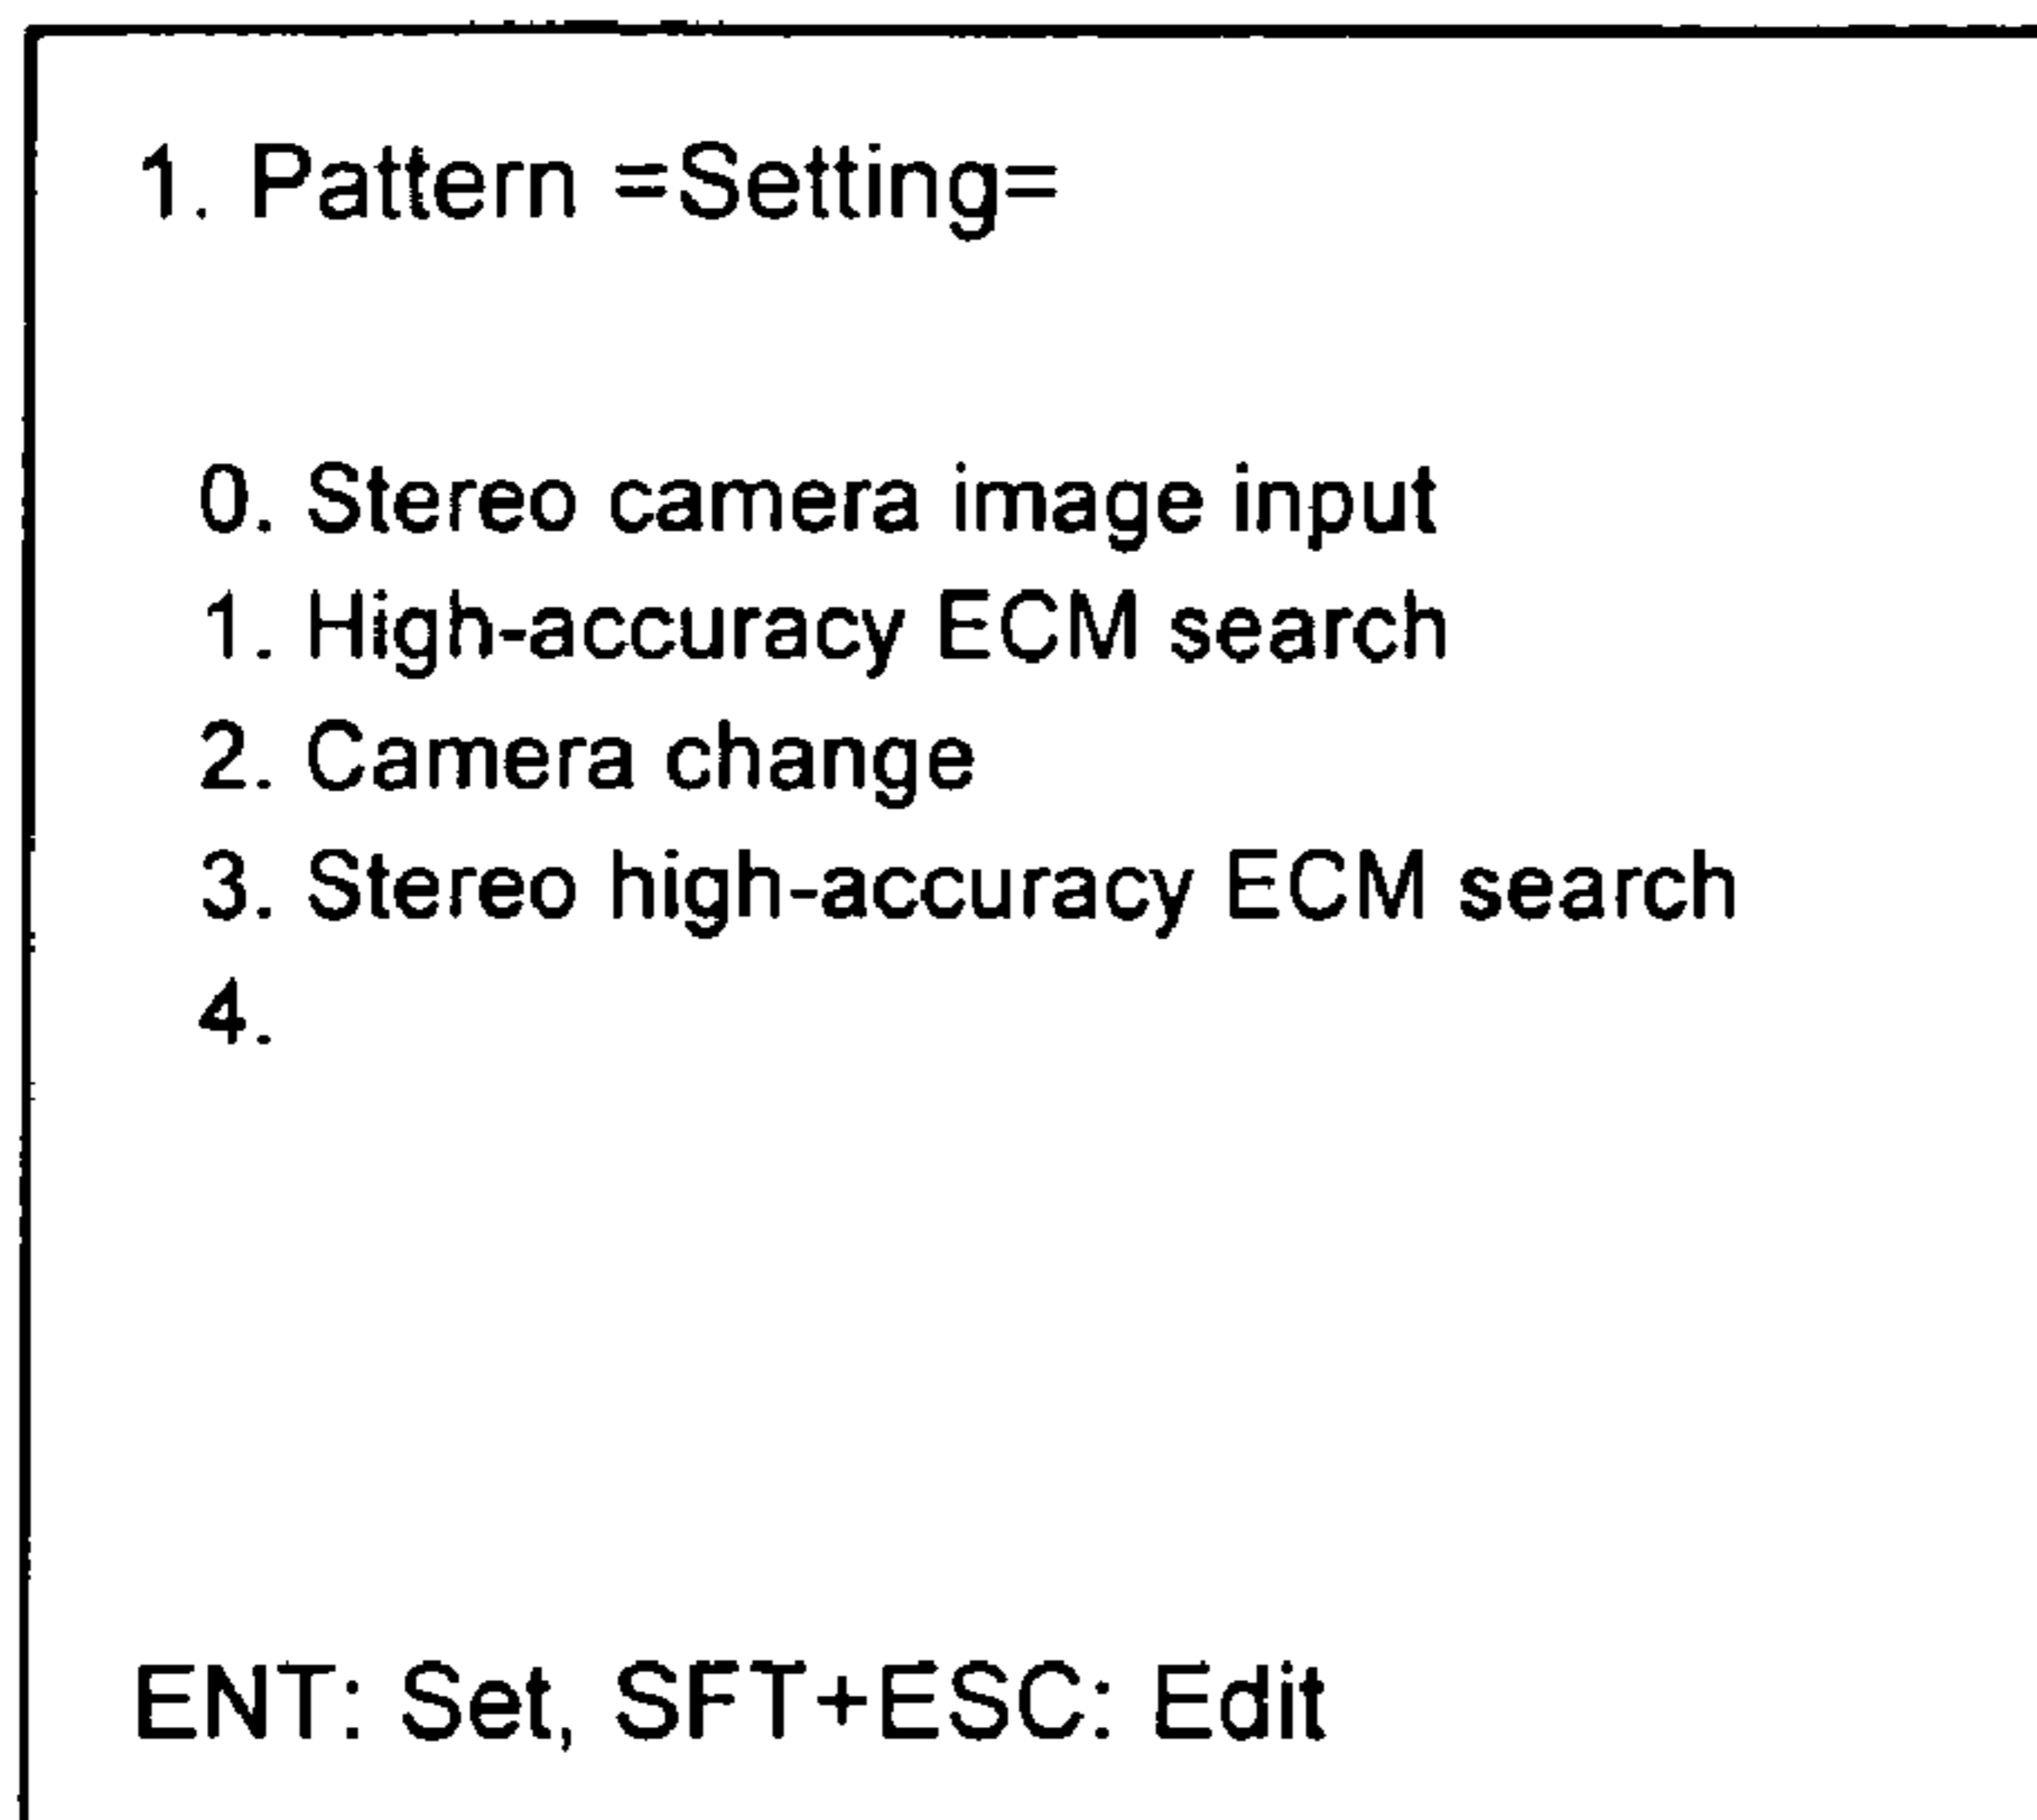 1. Pattern =Setting=
0. Stereo camera image input
1. High-accuracy ECM search
2. Camera change
3. Stereo high-accuracy ECM search
4.
ENT: Set, SFT+ESC: Edit